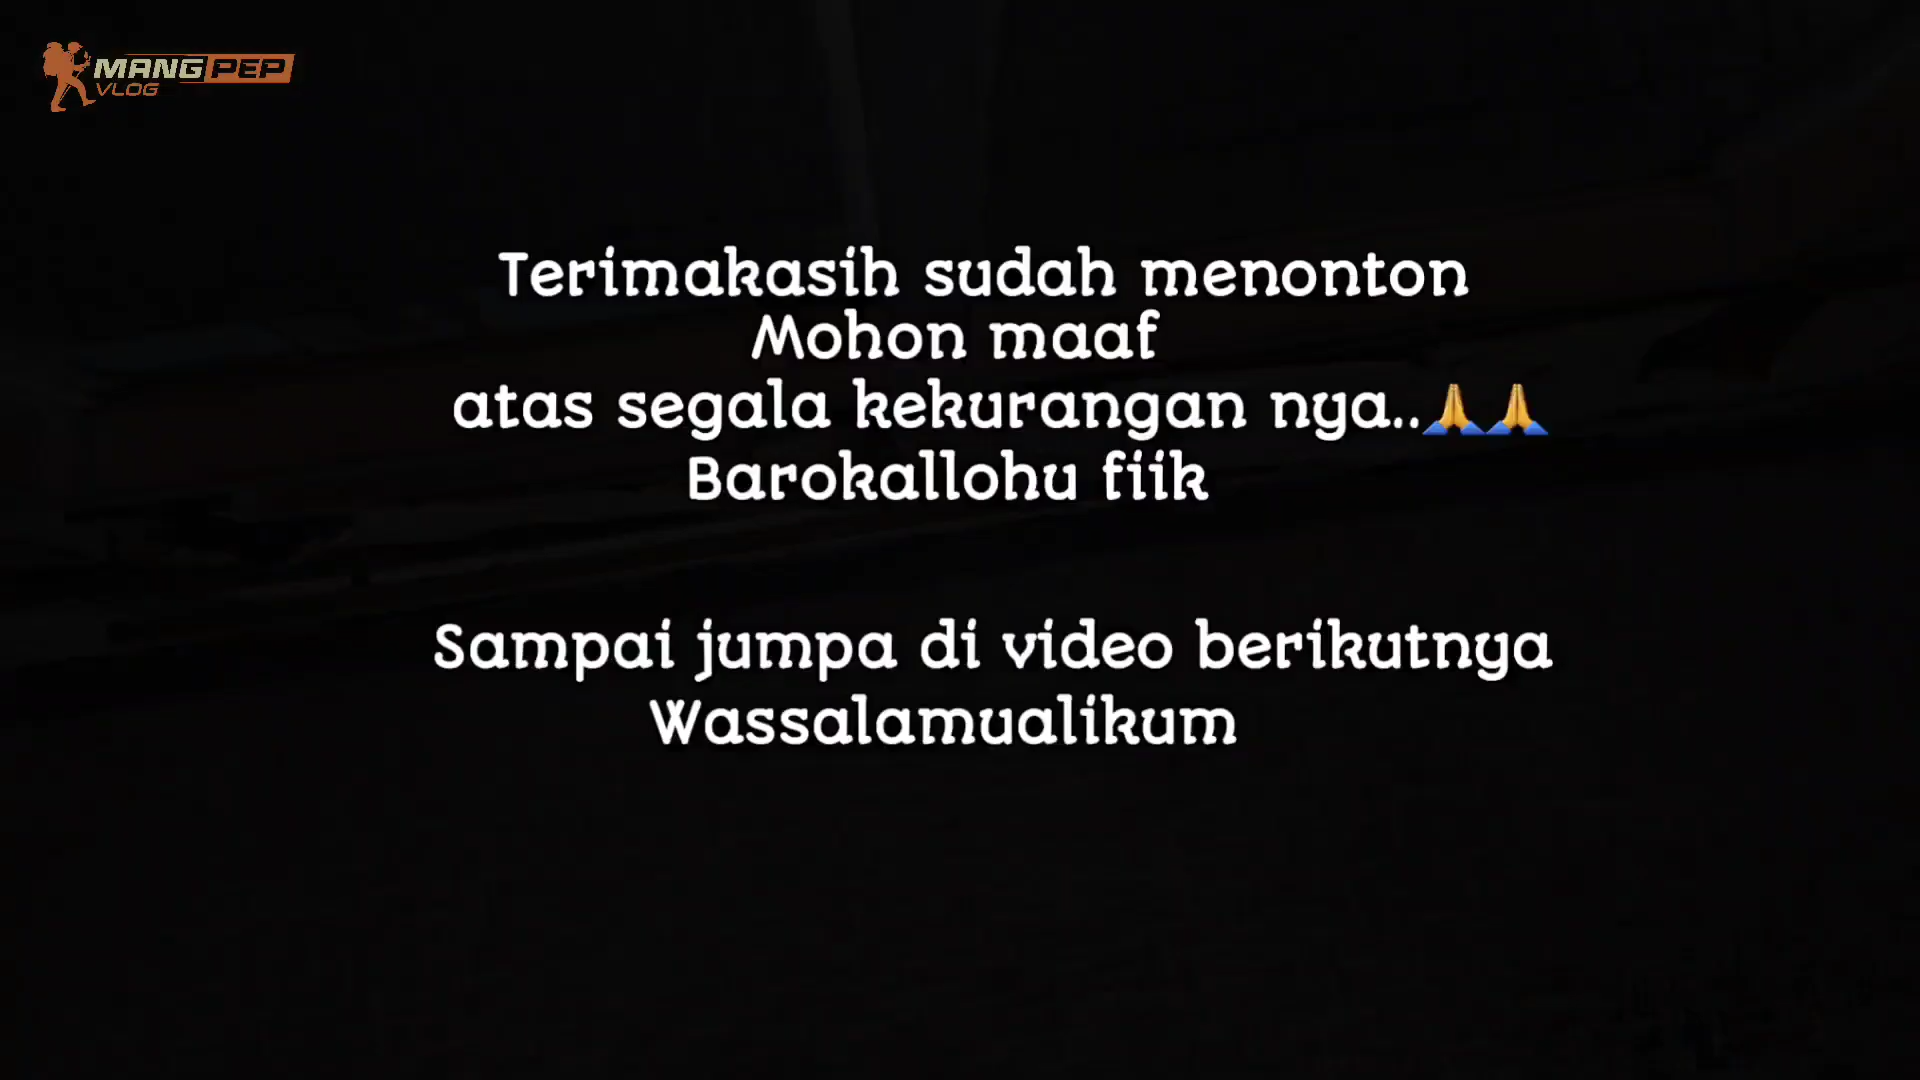 MANG PEP
VLOG
Terimakasih sudah menonton
Mohon maaf
atas segala kekurangan nya..🙏🙏
Barokallohu fiik
Sampai jumpa di video berikutnya
Wassalamualikum